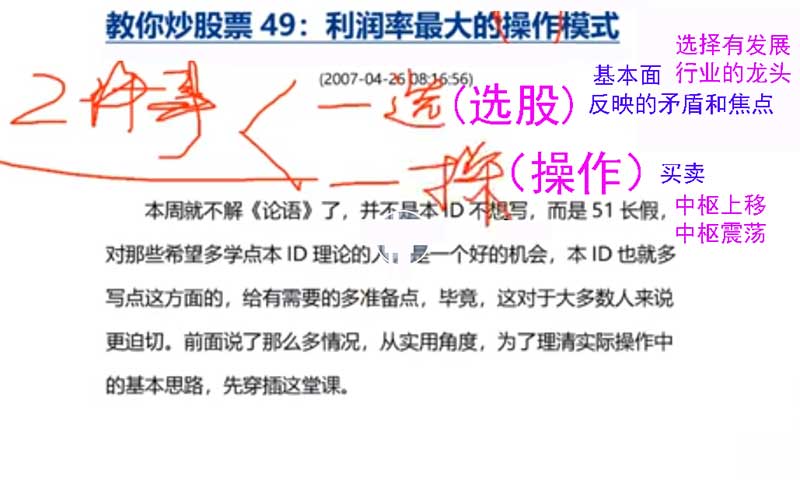 教你炒股票 49：利润率最大的操作模式
(2007-04-26 08:16:56)
2件事
一选(选股)
基本面
选择有发展
行业的龙头
反映的矛盾和焦点
一操(操作)
买卖
中枢上移
中枢震荡
本周就不解《论语》了，并不是本 ID 不想写，而是 51 长假，
对那些希望多学点本 ID 理论的人，是一个好的机会，本 ID 也就多
写点这方面的，给有需要的多准备点，毕竟，这对于大多数人来说
更迫切。前面说了那么多情况，从实用角度，为了理清实际操作中
的基本思路，先穿插这堂课。